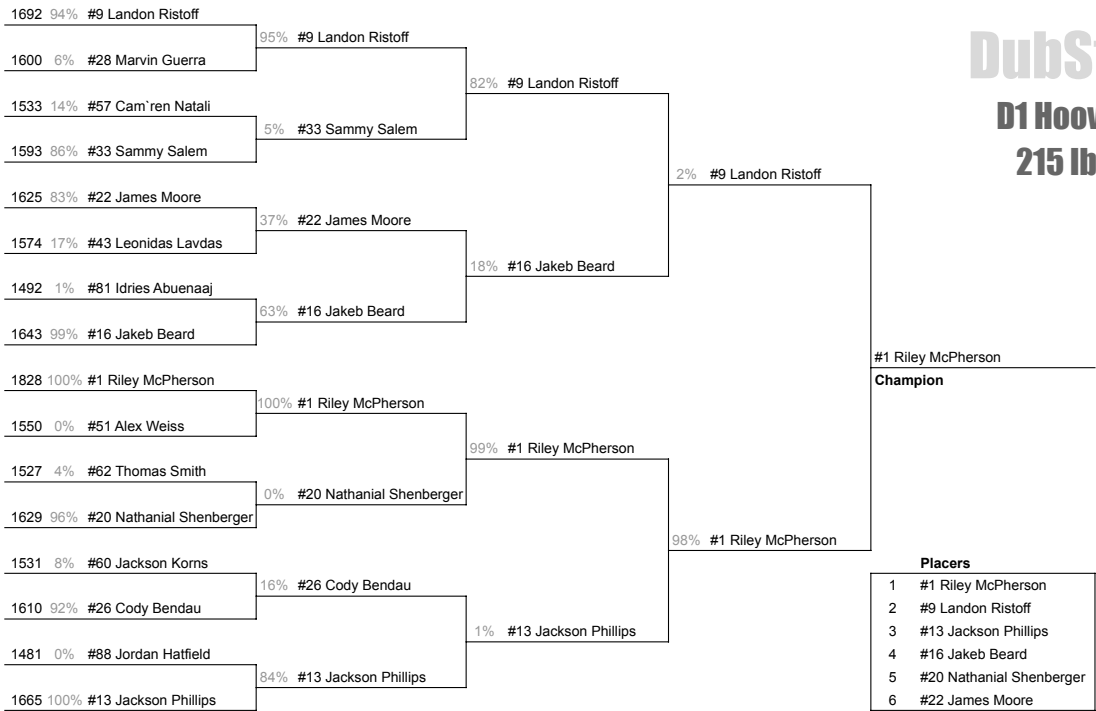 1692 94% #9 Landon Ristoff
95% #9 Landon Ristoff
1600 6% #28 Marvin Guerra
82% #9 Landon Ristoff
1533 14% #57 Cam`ren Natali
5% #33 Sammy Salem
1593 86% #33 Sammy Salem
2% #9 Landon Ristoff
1625 83% #22 James Moore
37% #22 James Moore
1574 17% #43 Leonidas Lavdas
18% #16 Jakeb Beard
1492 1% #81 Idries Abuenaaj
63% #16 Jakeb Beard
1643 99% #16 Jakeb Beard
#1 Riley McPherson
Champion
1828 100% #1 Riley McPherson
100% #1 Riley McPherson
1550 0% #51 Alex Weiss
99% #1 Riley McPherson
1527 4% #62 Thomas Smith
0% #20 Nathanial Shenberger
1629 96% #20 Nathanial Shenberger
98% #1 Riley McPherson
1531 8% #60 Jackson Korns
16% #26 Cody Bendau
1610 92% #26 Cody Bendau
1% #13 Jackson Phillips
1481 0% #88 Jordan Hatfield
84% #13 Jackson Phillips
1665 100% #13 Jackson Phillips
D1
215
Placers
1 #1 Riley McPherson
2 #9 Landon Ristoff
3 #13 Jackson Phillips
4 #16 Jakeb Beard
5 #20 Nathanial Shenberger
6 #22 James Moore